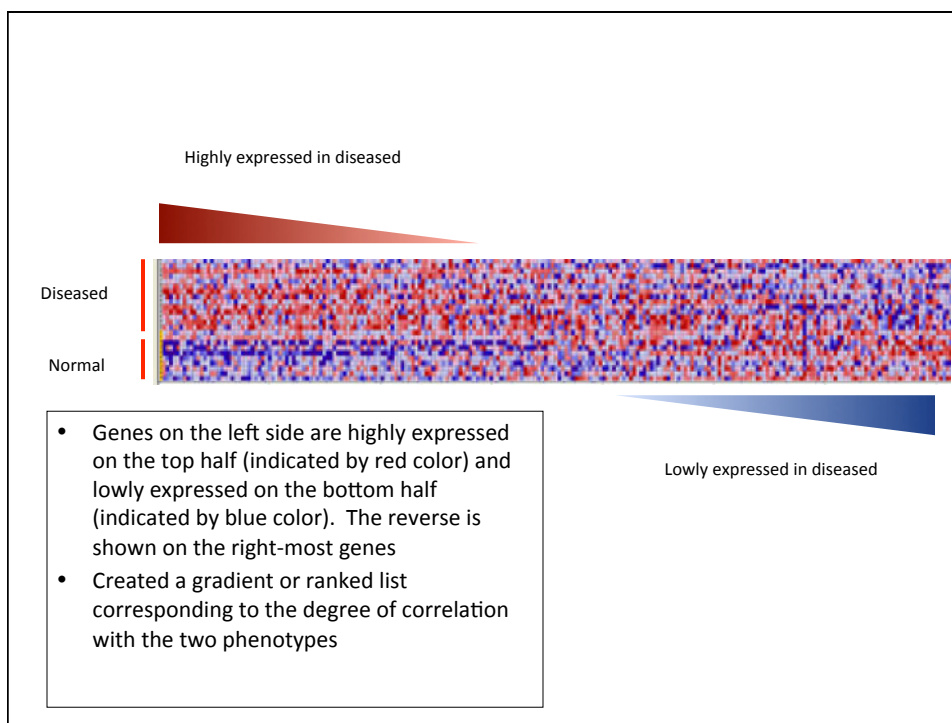 Highly expressed in diseased
Diseased
Normal
Lowly expressed in diseased
• Genes on the left side are highly expressed
on the top half (indicated by red color) and
lowly expressed on the bottom half
(indicated by blue color).  The reverse is
shown on the right-most genes
• Created a gradient or ranked list
corresponding to the degree of correlation
with the two phenotypes